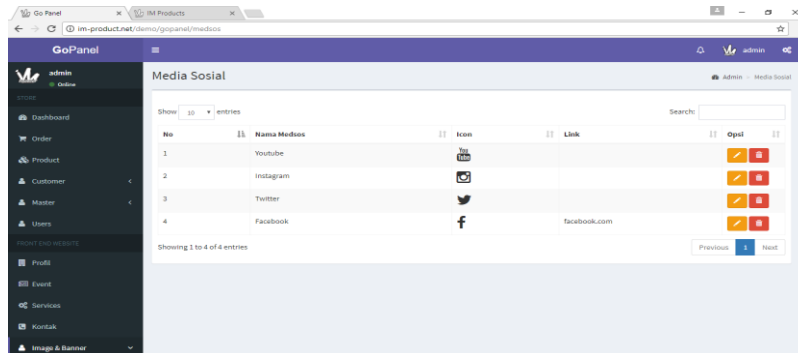 Go Panel
IM Products
im-product.net/demo/gopanel/medsos
GoPanel
admin
admin
Online
Media Sosial
Admin
Media Sosial
STORE
Dashboard
Order
Product
Customer
Master
Users
FRONT END WEBSITE
Profil
Event
Services
Kontak
Image & Banner
Show 10 entries
Search:
No Nama Medsos Icon Link Opsi
1 Youtube You Tube
2 Instagram
3 Twitter
4 Facebook facebook.com
Showing 1 to 4 of 4 entries
Previous 1 Next